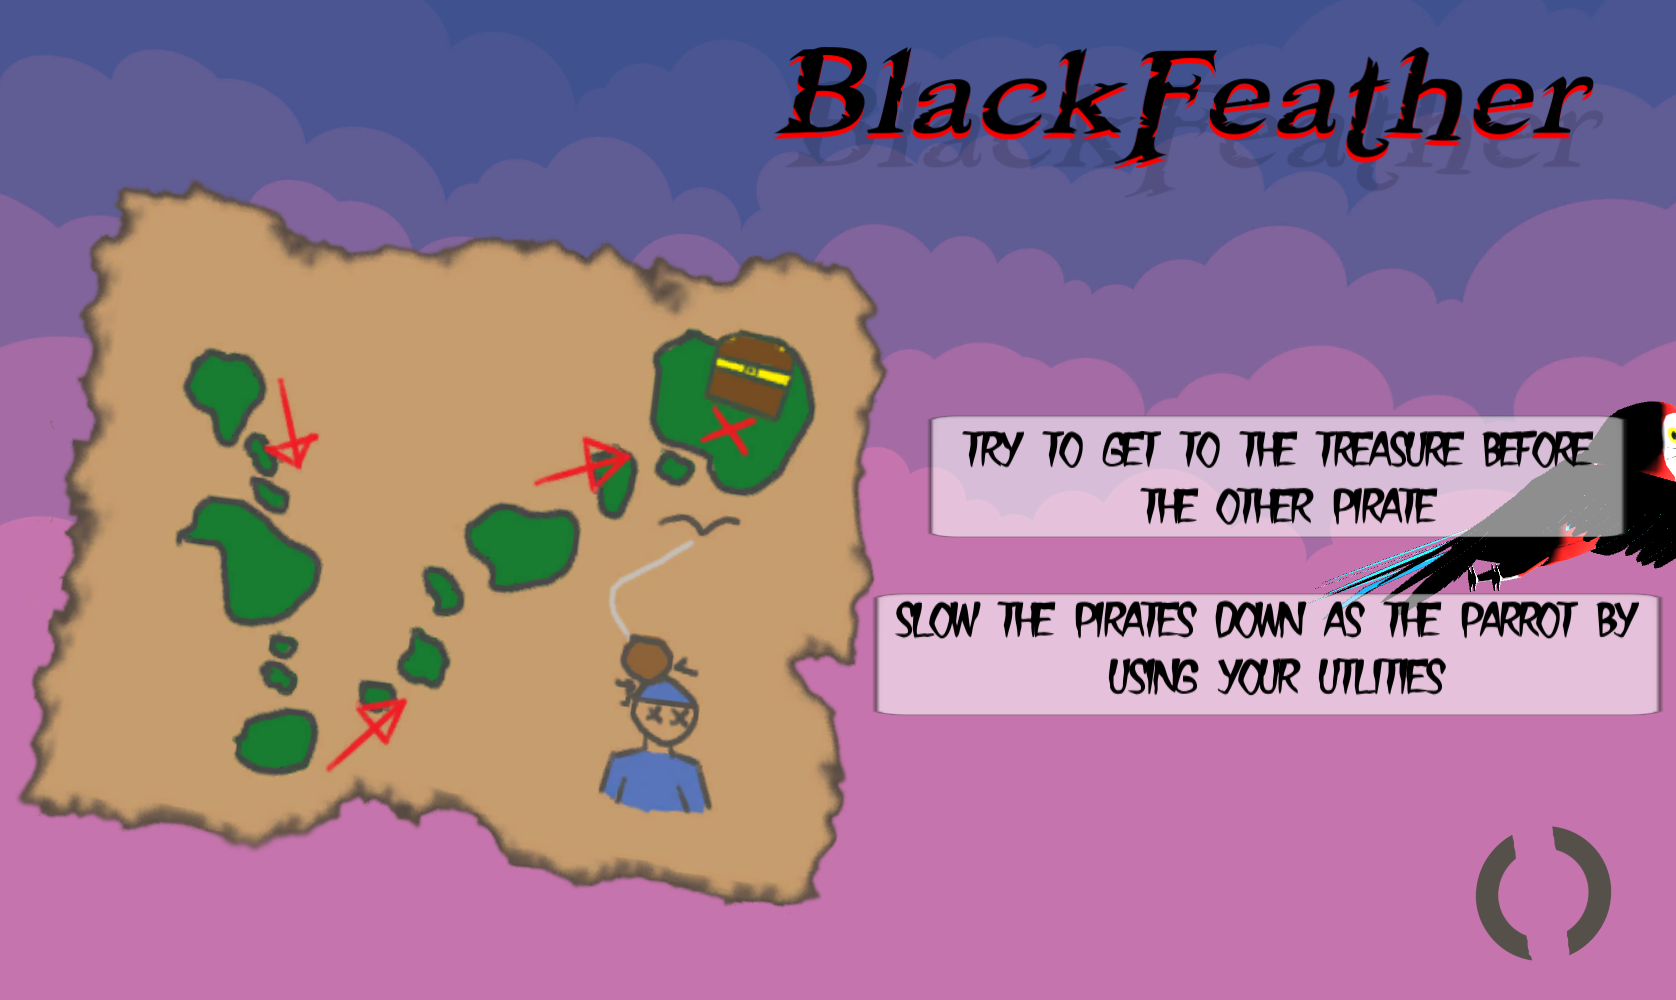 BlackFeather
TRY TO GET TO THE TREASURE BEFORE
THE OTHER PIRATE
SLOW THE PIRATES DOWN AS THE PARROT BY
USING YOUR UTILITIES